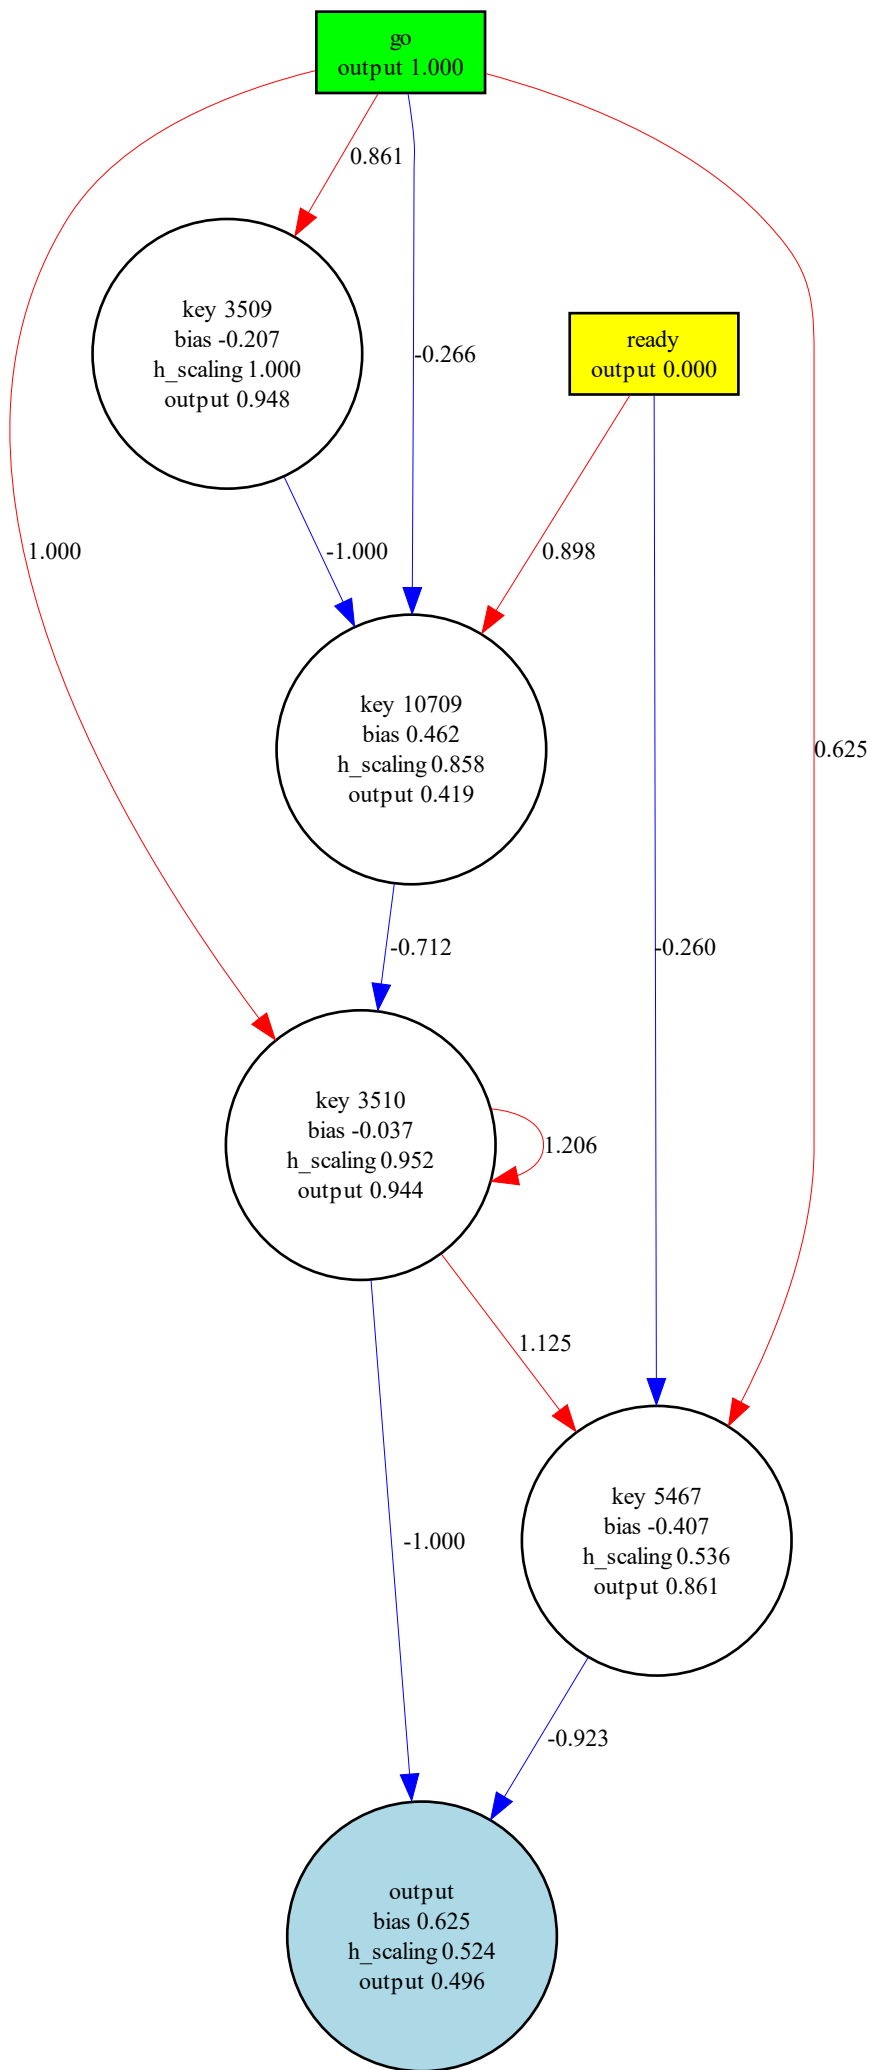 go
output 1.000
0.861
key 3509
bias -0.207
h_scaling 1.000
output 0.948
-0.266
ready
output 0.000
1.000
-1.000
0.898
key 10709
bias 0.462
h_scaling 0.858
output 0.419
0.625
-0.712
-0.260
key 3510
bias -0.037
h_scaling 0.952
output 0.944
1.206
1.125
key 5467
bias -0.407
h_scaling 0.536
output 0.861
-1.000
-0.923
output
bias 0.625
h_scaling 0.524
output 0.496